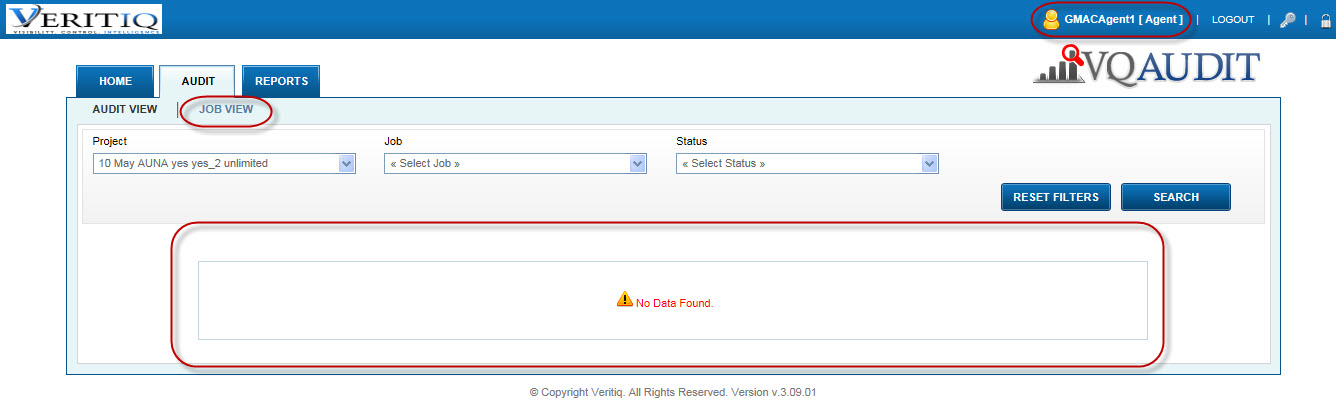 VERITIQ
VISIBILITY. CONTROL. INTELLIGENCE.
GMACAgent1 [ Agent ] | LOGOUT | | 
VQAUDIT
HOME AUDIT REPORTS
AUDIT VIEW | JOB VIEW
Project Job Status
10 May AUNA yes yes_2 unlimited « Select Job » « Select Status »
RESET FILTERS SEARCH
No Data Found.
© Copyright Veritiq. All Rights Reserved. Version v.3.09.01